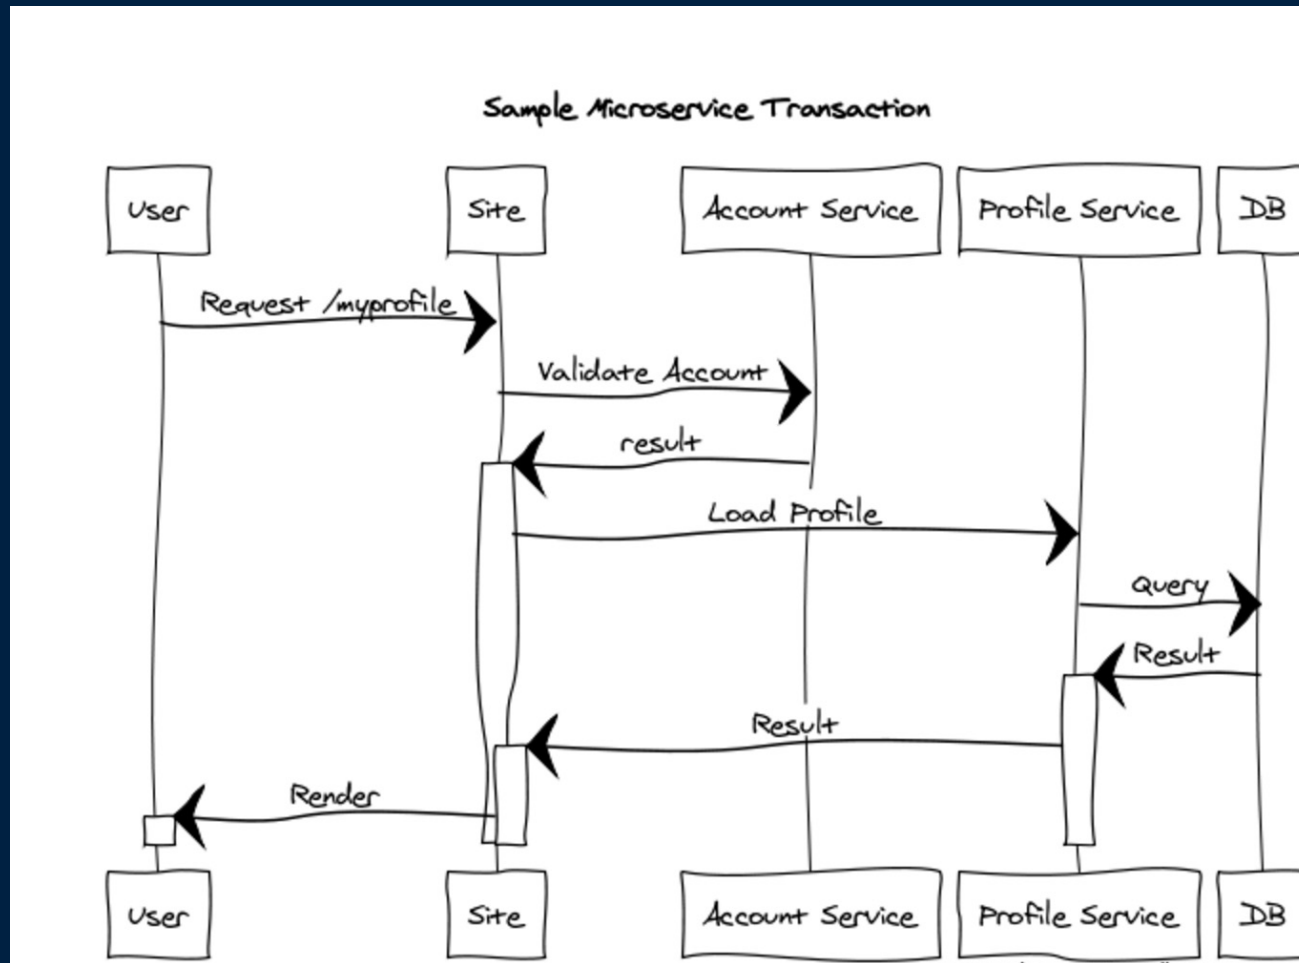 Sample Microservice Transaction
User
Site
Account Service
Profile Service
DB
Request /myprofile
Validate Account
result
Load Profile
Query
Result
Result
Render
User
Site
Account Service
Profile Service
DB